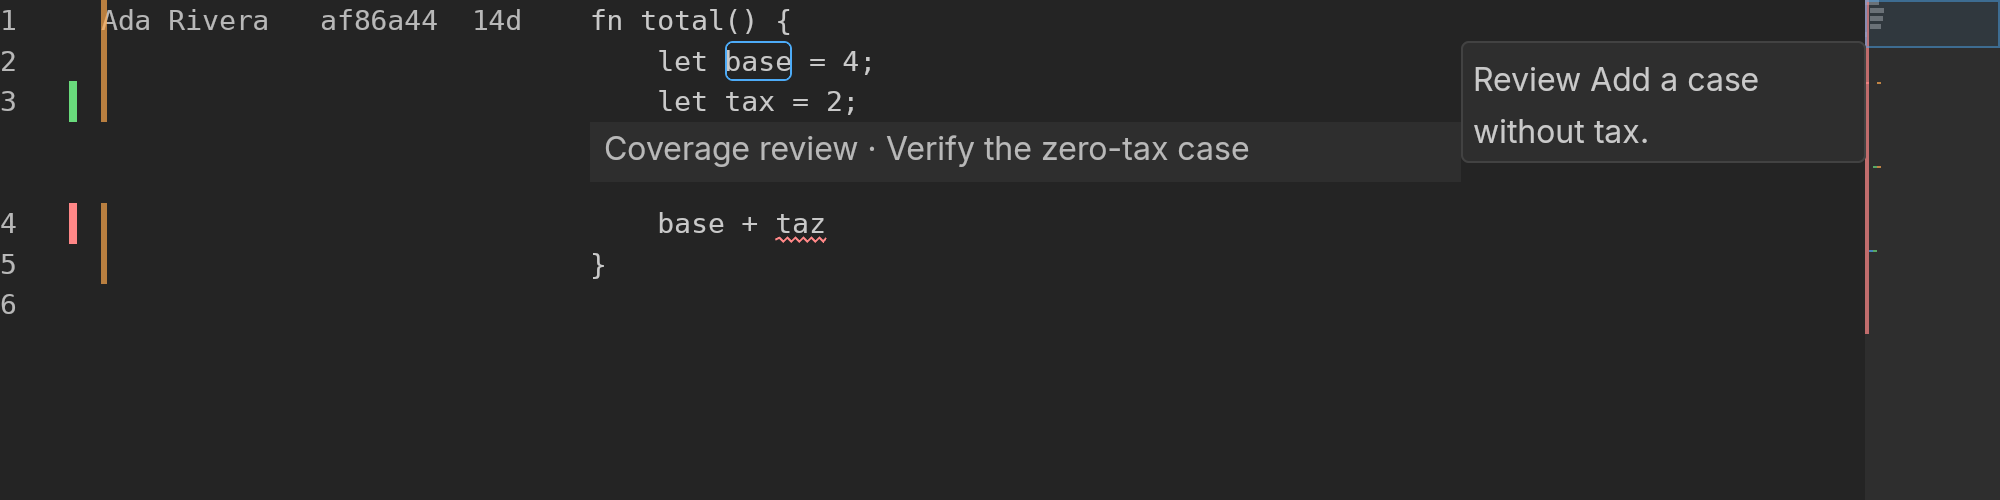 1 Ada Rivera af86a44 14d fn total() {
2 let base = 4;
3 let tax = 2;
Coverage review · Verify the zero-tax case
4 base + taz
5 }
6
Review Add a case
without tax.